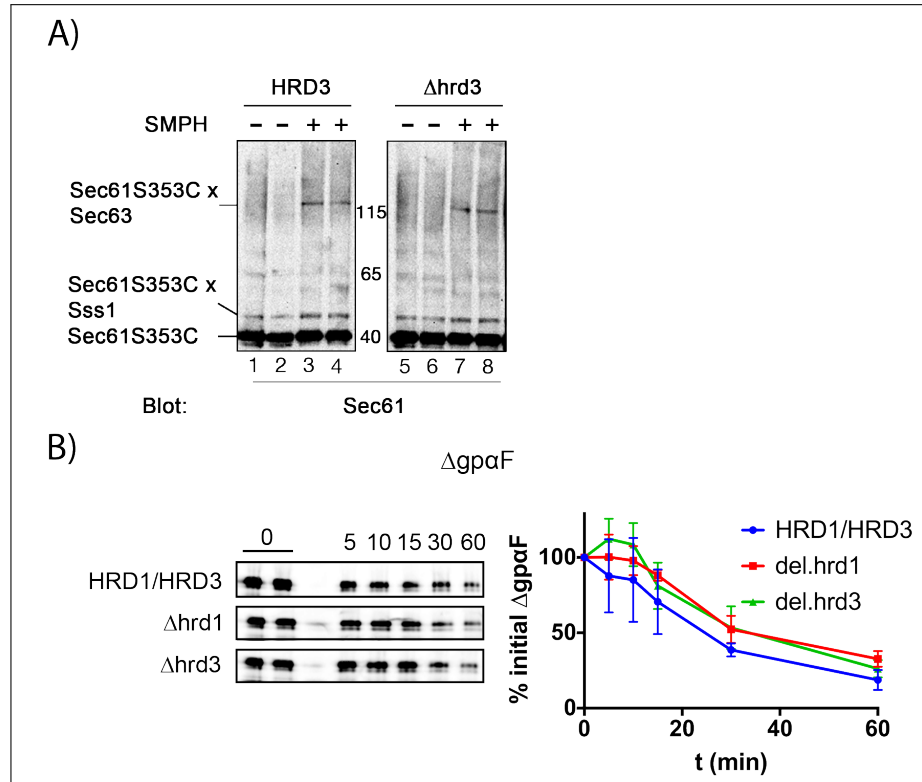 A)
HRD3 Δhrd3
SMPH – – + + – – + +
Sec61S353C x
Sec63
115
65
Sec61S353C x
Sss1
Sec61S353C
40
1 2 3 4 5 6 7 8
Blot: Sec61
B)
ΔgpαF
0 5 10 15 30 60
HRD1/HRD3
Δhrd1
Δhrd3
% initial ΔgpαF
100
50
0
0 20 40 60
t (min)
HRD1/HRD3
del.hrd1
del.hrd3